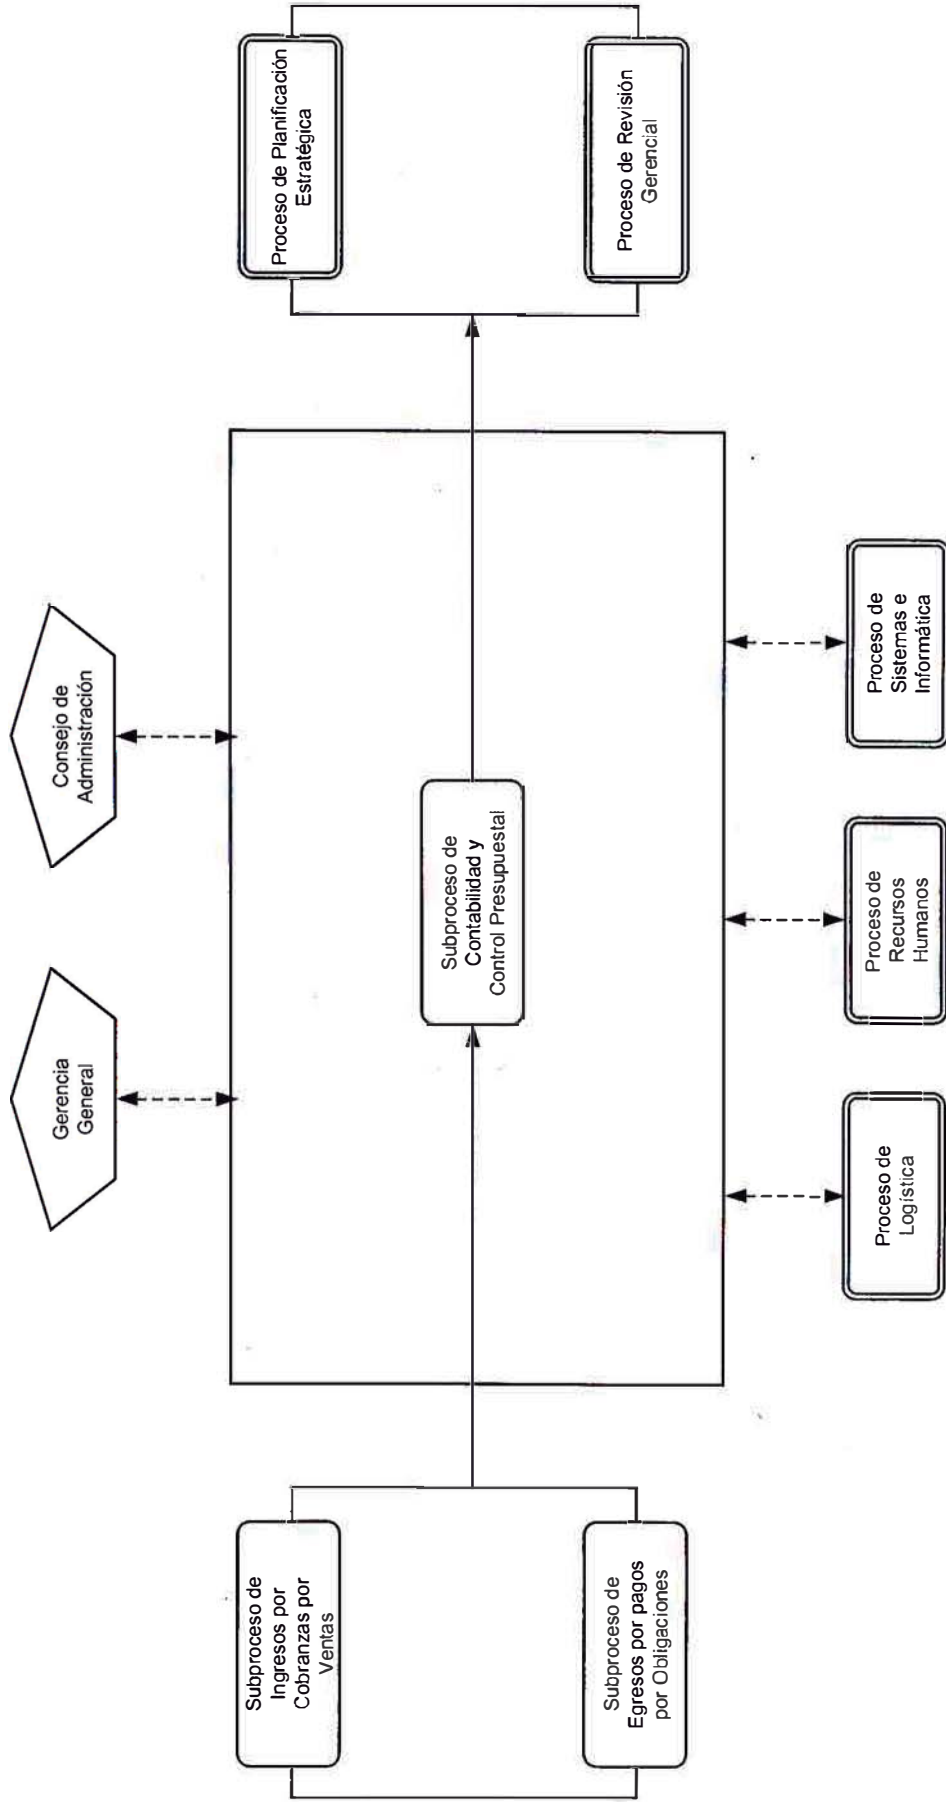 Gerencia
General
Consejo de
Administración
Subproceso de
Ingresos por
Cobranzas por
Ventas
Subproceso de
Egresos por pagos
por Obligaciones
Subproceso de
Contabilidad y
Control Presupuestal
Proceso de Planificación
Estratégica
Proceso de Revisión
Gerencial
Proceso de
Logística
Proceso de
Recursos
Humanos
Proceso de
Sistemas e
Informática